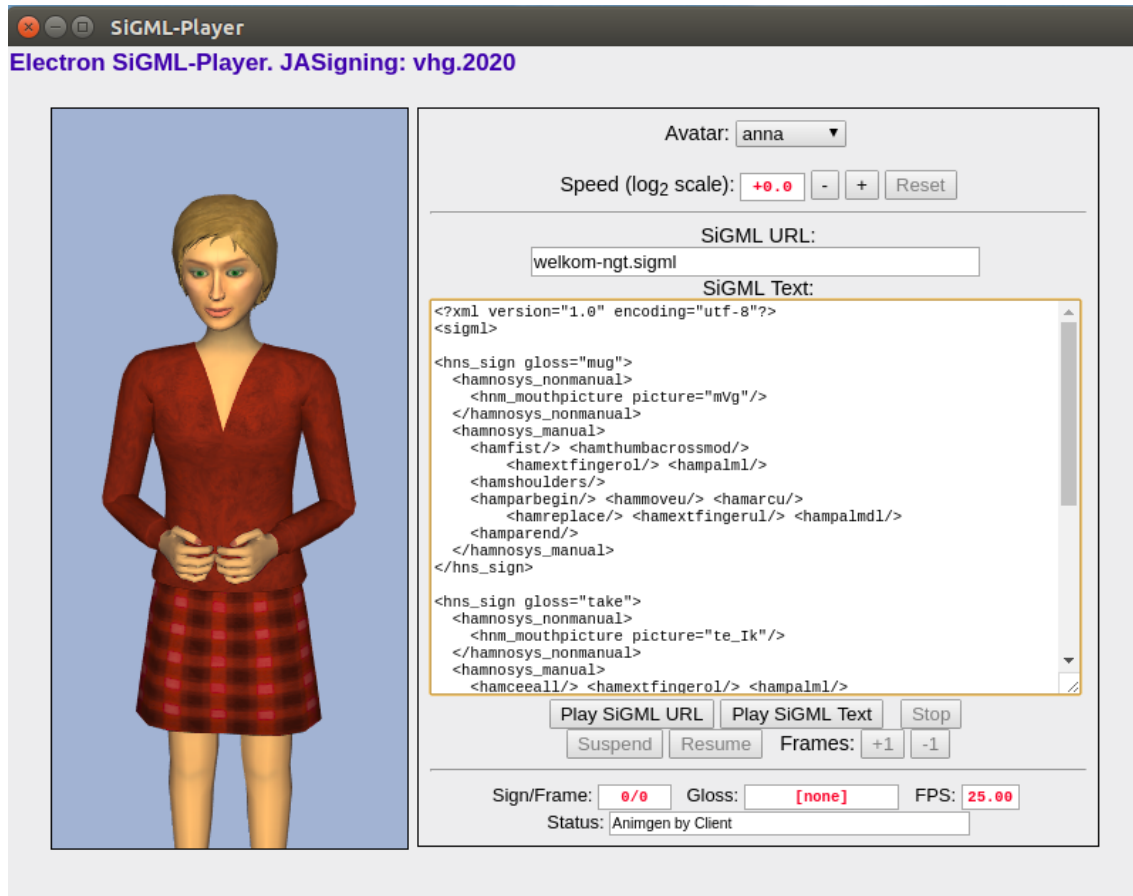 SiGML-Player
Electron SiGML-Player. JASigning: vhg.2020
Avatar: anna ▼
Speed (log2 scale): +0.0 - + Reset
SiGML URL:
welkom-ngt.sigml
SiGML Text:
<?xml version="1.0" encoding="utf-8"?>
<sigml>
<hns_sign gloss="mug">
<hamnosys_nonmanual>
<hnm_mouthpicture picture="mVg"/>
</hamnosys_nonmanual>
<hamnosys_manual>
<hamfist/> <hamthumbacrossmod/>
<hamextfingerol/> <hampalml/>
<hamshoulders/>
<hamparbegin/> <hammoveu/> <hamarcu/>
<hamreplace/> <hamextfingerul/> <hampalmdl/>
<hamparend/>
</hamnosys_manual>
</hns_sign>
<hns_sign gloss="take">
<hamnosys_nonmanual>
<hnm_mouthpicture picture="te_Ik"/>
</hamnosys_nonmanual>
<hamnosys_manual>
<hamceeall/> <hamextfingerol/> <hampalml/>
Play SiGML URL Play SiGML Text Stop
Suspend Resume Frames: +1 -1
Sign/Frame: 0/0 Gloss: [none] FPS: 25.00
Status: Animgen by Client